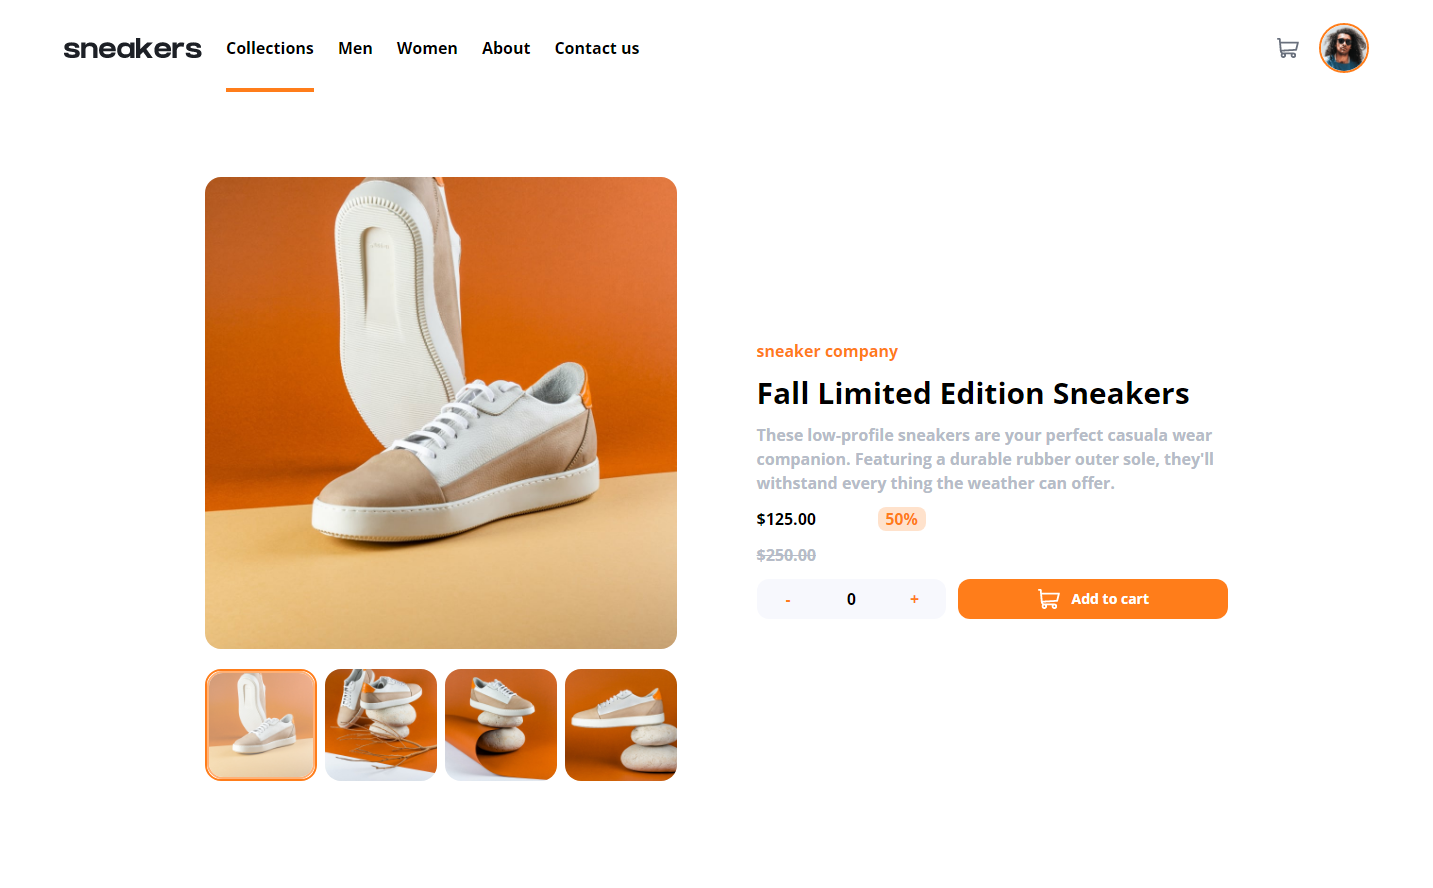 sneakers Collections Men Women About Contact us
sneaker company
Fall Limited Edition Sneakers
These low-profile sneakers are your perfect casuala wear
companion. Featuring a durable rubber outer sole, they'll
withstand every thing the weather can offer.
$125.00 50%
$250.00
- 0 + Add to cart